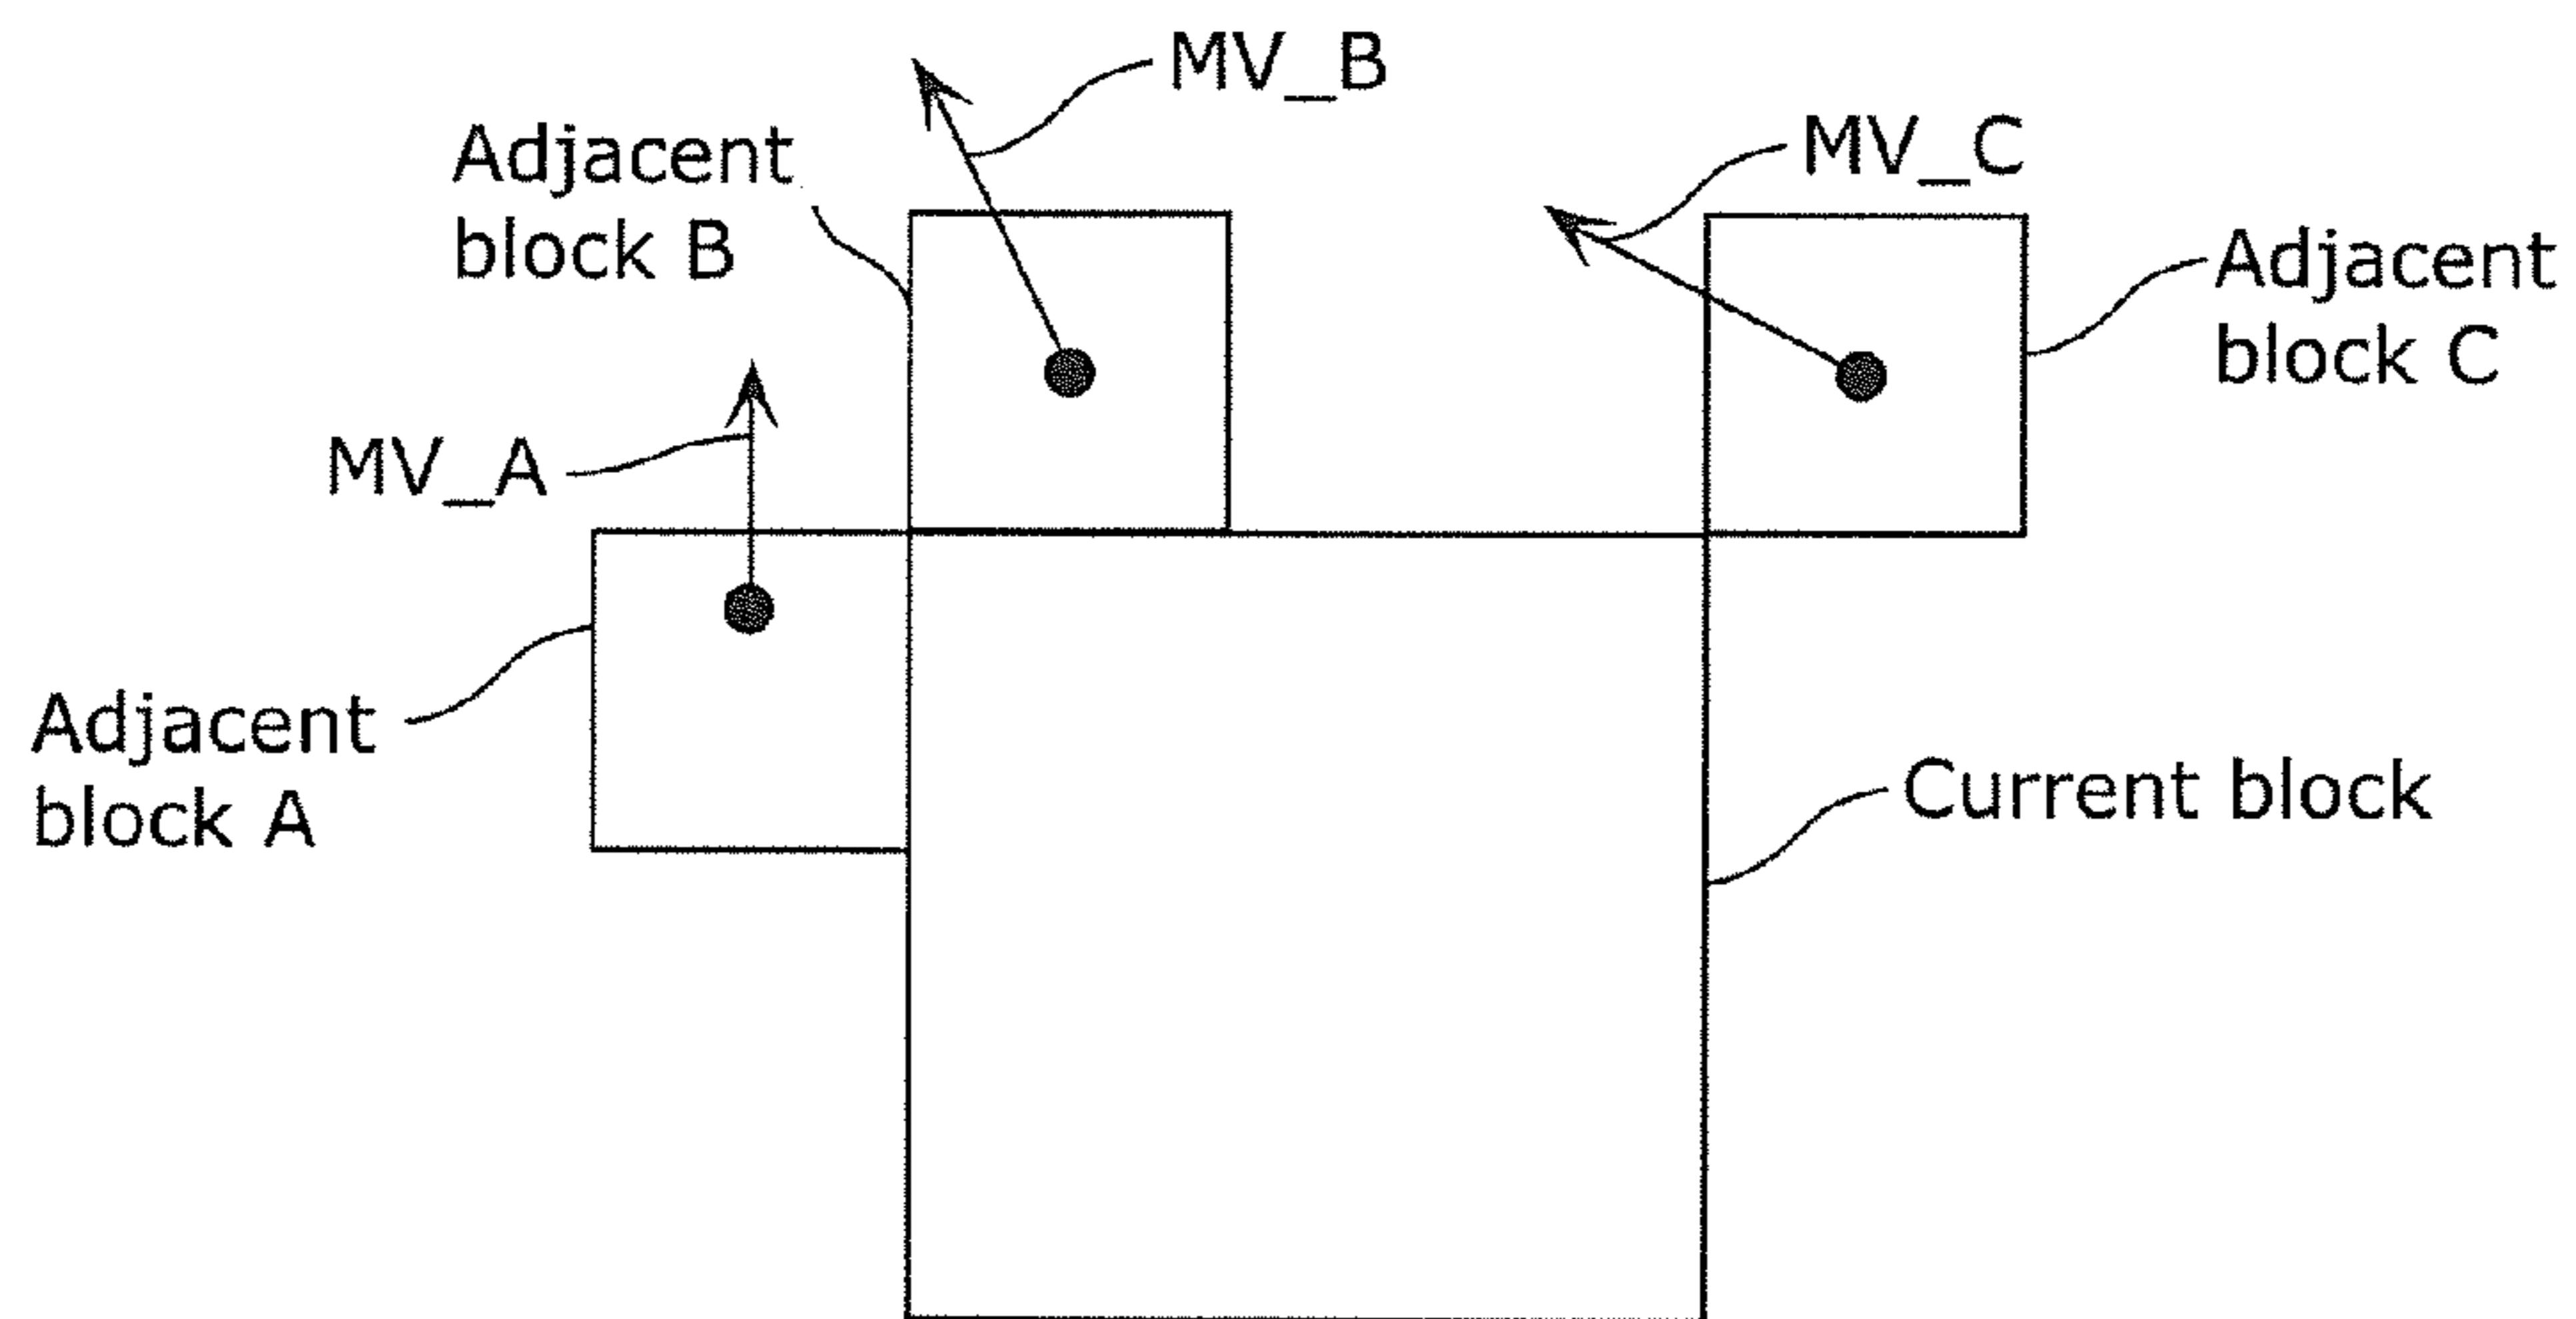 MV_B
MV_C
Adjacent
block B
Adjacent
block C
MV_A
Adjacent
block A
Current block